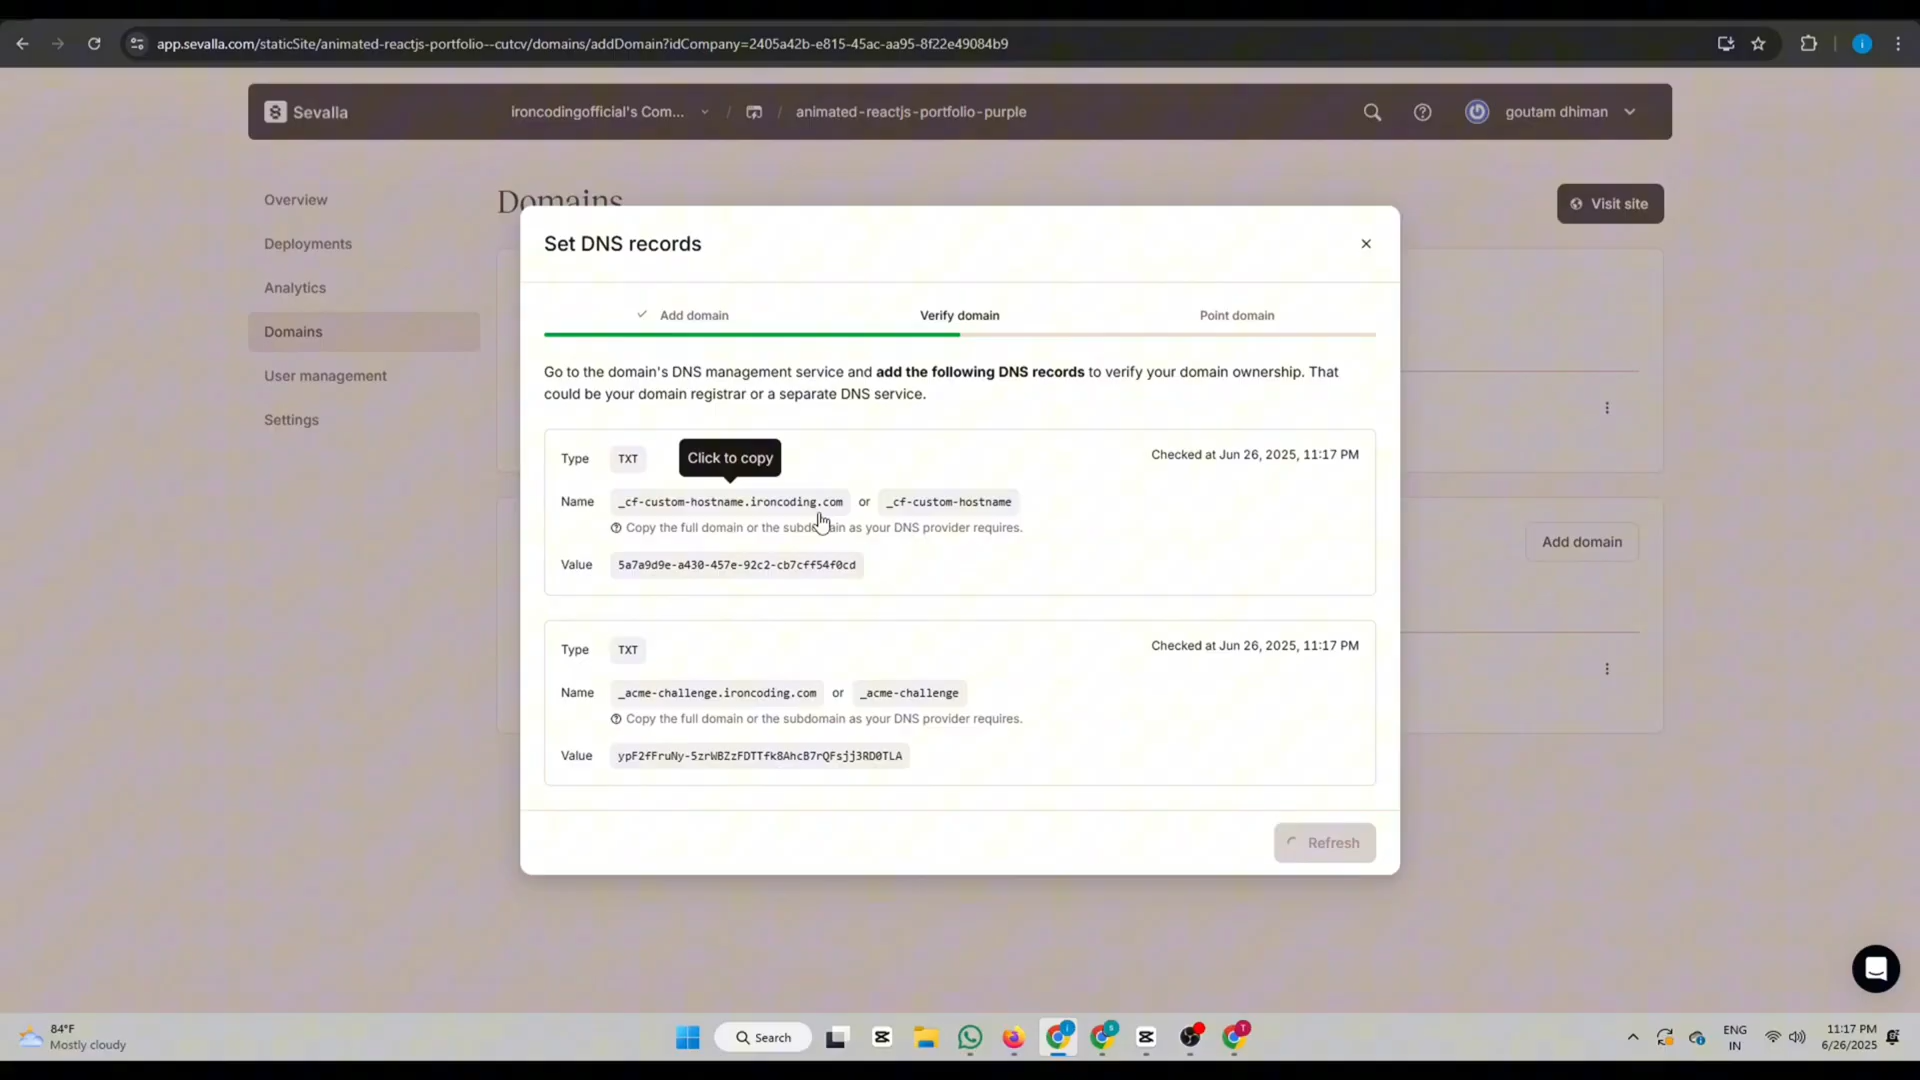 app.sevalla.com/staticSite/animated-reactjs-portfolio--cutcv/domains/addDomain?idCompany=2405a42b-e815-45ac-aa95-8f22e49084b9
i
Sevalla
ironcodingofficial's Com...
/
/
animated-reactjs-portfolio-purple
goutam dhiman
Overview
Deployments
Analytics
Domains
User management
Settings
Domains
Visit site
Set DNS records
Add domain
Verify domain
Point domain
Go to the domain's DNS management service and add the following DNS records to verify your domain ownership. That
could be your domain registrar or a separate DNS service.
Type
TXT
Click to copy
Checked at Jun 26, 2025, 11:17 PM
Name
_cf-custom-hostname.ironcoding.com
or
_cf-custom-hostname
Copy the full domain or the subdomain as your DNS provider requires.
Value
5a7a9d9e-a430-457e-92c2-cb7cff54f0cd
Type
TXT
Checked at Jun 26, 2025, 11:17 PM
Name
_acme-challenge.ironcoding.com
or
_acme-challenge
Copy the full domain or the subdomain as your DNS provider requires.
Value
ypF2fFruNy-5zrWBZzFDTTfk8AhcB7rQFsjj3RD0TLA
Add domain
Refresh
84°F
Mostly cloudy
Search
ENG
IN
11:17 PM
6/26/2025